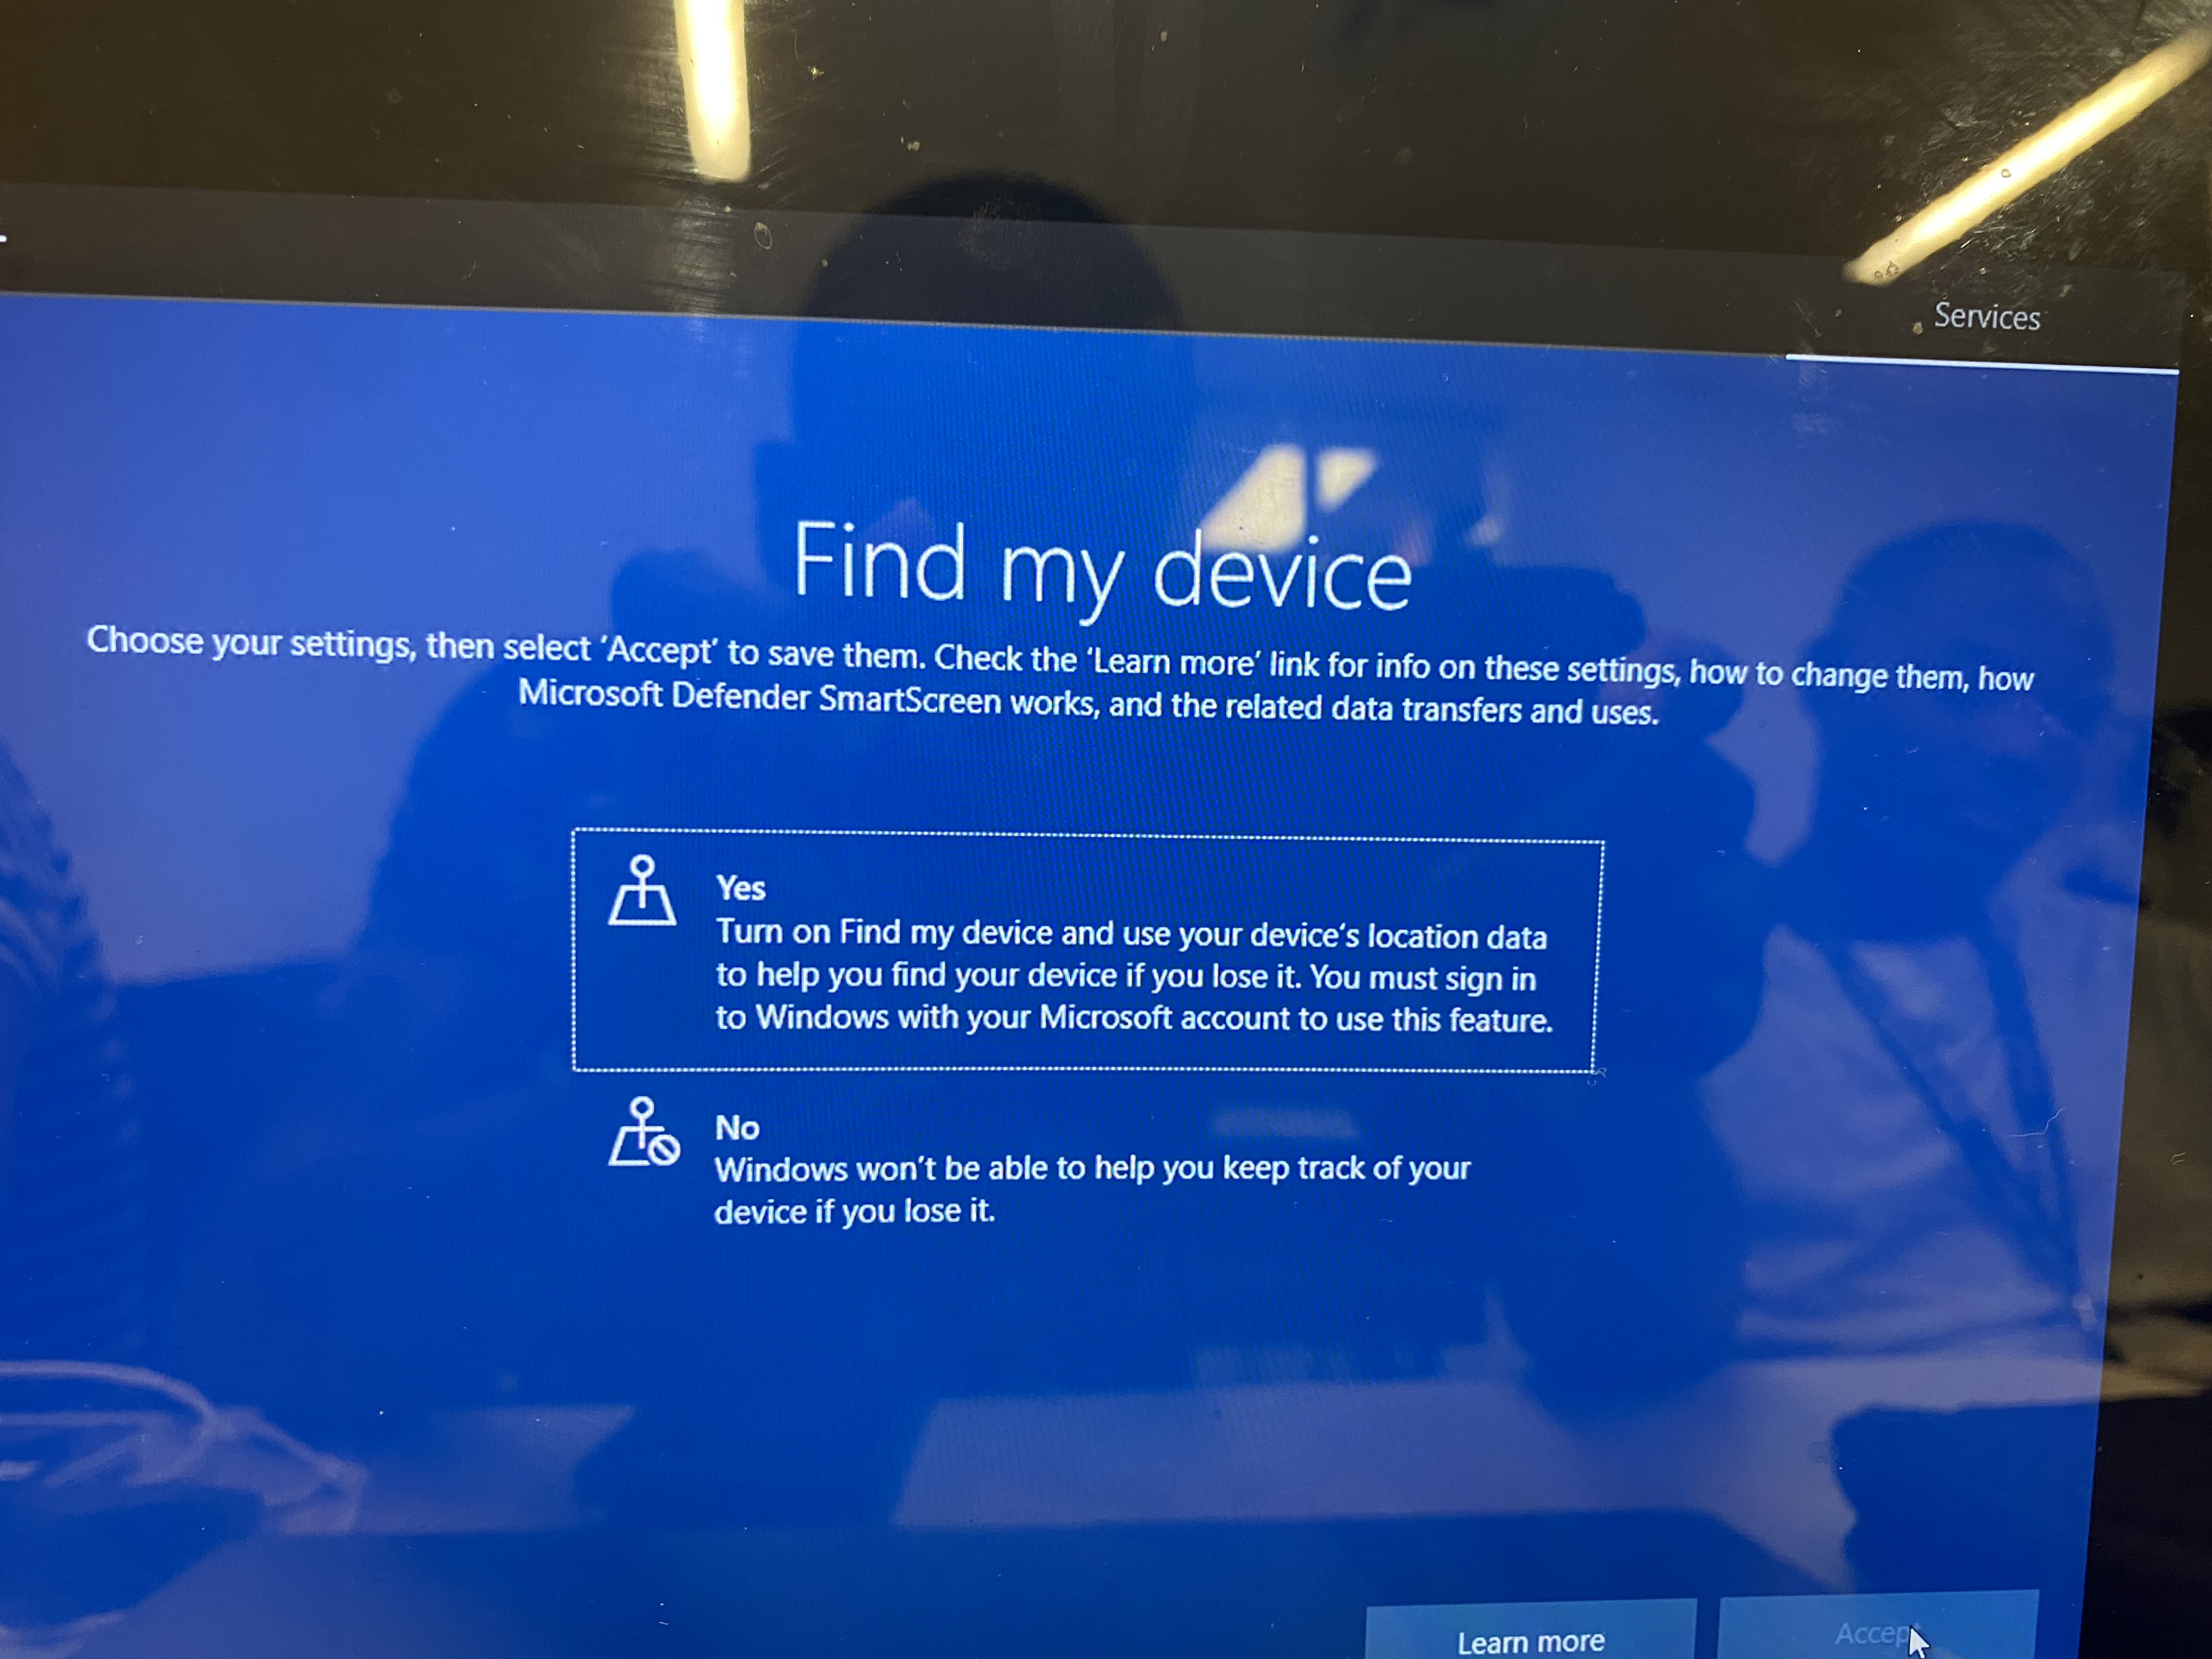 Services
Find my device
Choose your settings, then select ‘Accept’ to save them. Check the ‘Learn more’ link for info on these settings, how to change them, how
Microsoft Defender SmartScreen works, and the related data transfers and uses.
Yes
Turn on Find my device and use your device's location data
to help you find your device if you lose it. You must sign in
to Windows with your Microsoft account to use this feature.
No
Windows won't be able to help you keep track of your
device if you lose it.
Learn more
Accept